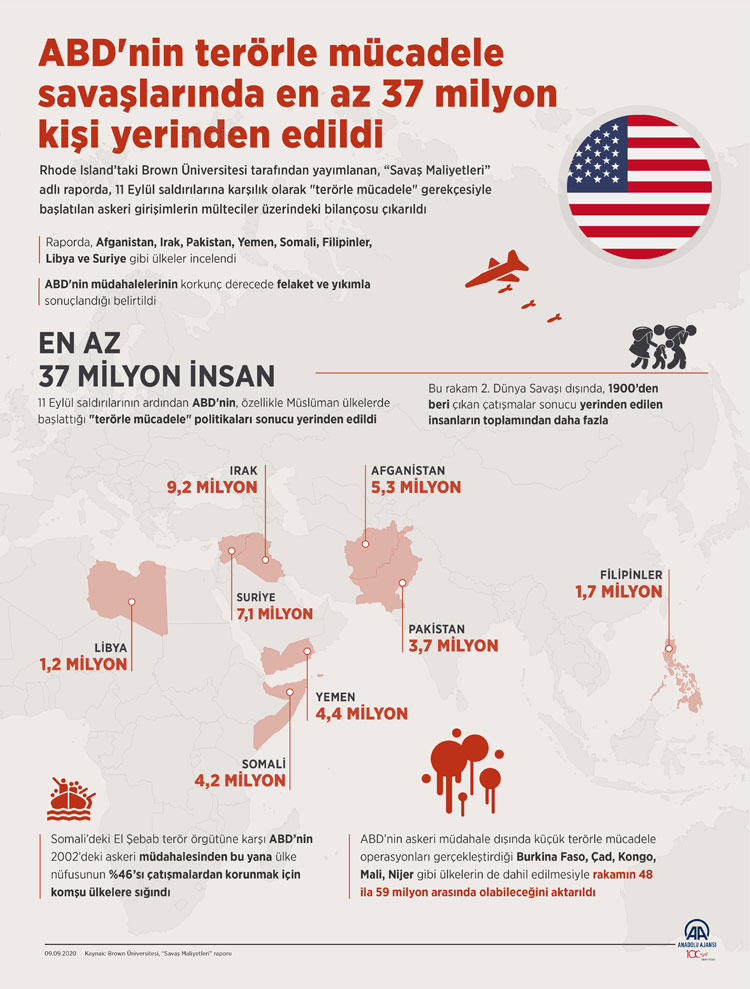 ABD'nin terörle mücadele
savaşlarında en az 37 milyon
kişi yerinden edildi
Rhode Island'taki Brown Üniversitesi tarafından yayımlanan, “Savaş Maliyetleri”
adlı raporda, 11 Eylül saldırılarına karşılık olarak "terörle mücadele" gerekçesiyle
başlatılan askeri girişimlerin mülteciler üzerindeki bilançosu çıkarıldı
Raporda, Afganistan, Irak, Pakistan, Yemen, Somali, Filipinler,
Libya ve Suriye gibi ülkeler incelendi
ABD'nin müdahalelerinin korkunç derecede felaket ve yıkımla
sonuçlandığı belirtildi
EN AZ
37 MİLYON İNSAN
11 Eylül saldırılarının ardından ABD'nin, özellikle Müslüman ülkelerde
başlattığı "terörle mücadele" politikaları sonucu yerinden edildi
Bu rakam 2. Dünya Savaşı dışında, 1900'den
beri çıkan çatışmalar sonucu yerinden edilen
insanların toplamından daha fazla
IRAK
9,2 MİLYON
AFGANİSTAN
5,3 MİLYON
FİLİPİNLER
1,7 MİLYON
SURİYE
7,1 MİLYON
PAKİSTAN
3,7 MİLYON
LİBYA
1,2 MİLYON
YEMEN
4,4 MİLYON
SOMALİ
4,2 MİLYON
Somali'deki El Şebab terör örgütüne karşı ABD'nin
2002'deki askeri müdahalesinden bu yana ülke
nüfusunun %46'sı çatışmalardan korunmak için
komşu ülkelere sığındı
ABD'nin askeri müdahale dışında küçük terörle mücadele
operasyonları gerçekleştirdiği Burkina Faso, Çad, Kongo,
Mali, Nijer gibi ülkelerin de dahil edilmesiyle rakamın 48
ila 59 milyon arasında olabileceğini aktarıldı
09.09.2020 Kaynak: Brown Üniversitesi, “Savaş Maliyetleri” raporu
AA
ANADOLU AJANSI
100.yıl